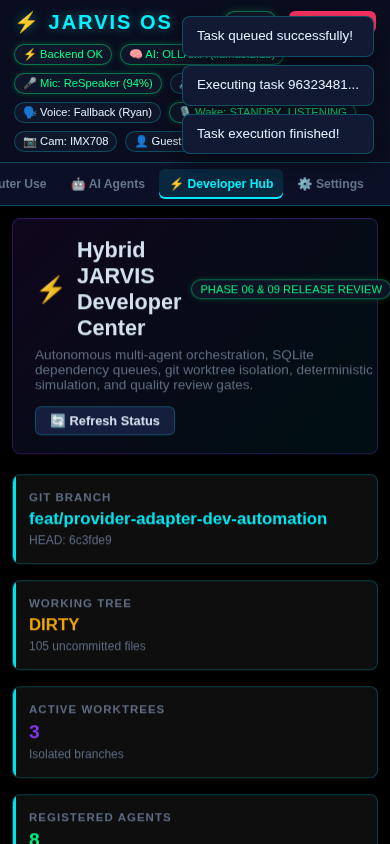 ⚡ JARVIS OS
⚡ Backend OK
🧠 AI:
🎤 Mic: ReSpeaker (94%)
🗣️ Voice: Fallback (Ryan)
🎙️ Wake: STANDBY_LISTENING
📷 Cam: IMX708
👤 Guest
Task queued successfully!
Executing task 96323481...
Task execution finished!
uter Use
🤖 AI Agents
⚡ Developer Hub
⚙️ Settings
⚡
Hybrid
JARVIS
Developer
Center
PHASE 06 & 09 RELEASE REVIEW
Autonomous multi-agent orchestration, SQLite
dependency queues, git worktree isolation, deterministic
simulation, and quality review gates.
🔄 Refresh Status
GIT BRANCH
feat/provider-adapter-dev-automation
HEAD: 6c3fde9
WORKING TREE
DIRTY
105 uncommitted files
ACTIVE WORKTREES
3
Isolated branches
REGISTERED AGENTS
8